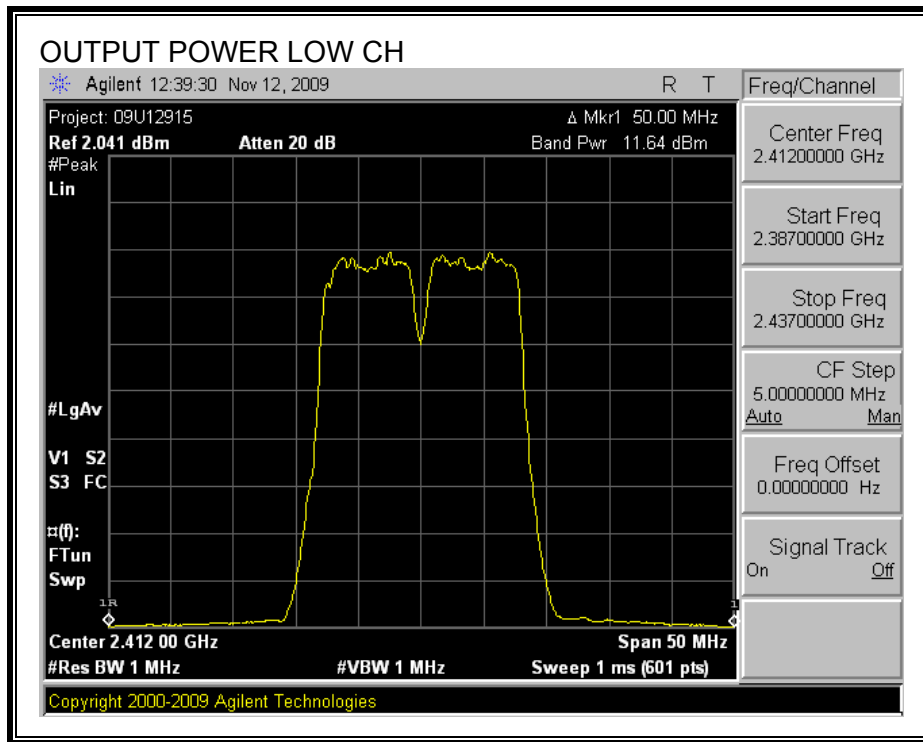 OUTPUT POWER LOW CH
Agilent 12:39:30 Nov 12, 2009 R T
Freq/Channel
Project: 09U12915
Δ Mkr1 50.00 MHz
Ref 2.041 dBm Atten 20 dB Band Pwr 11.64 dBm
#Peak
Lin
#LgAv
V1 S2
S3 FC
¤(f):
FTun
Swp
1R
1
Center 2.412 00 GHz Span 50 MHz
#Res BW 1 MHz #VBW 1 MHz Sweep 1 ms (601 pts)
Center Freq
2.41200000 GHz
Start Freq
2.38700000 GHz
Stop Freq
2.43700000 GHz
CF Step
5.00000000 MHz
Auto Man
Freq Offset
0.00000000 Hz
Signal Track
On Off
Copyright 2000-2009 Agilent Technologies